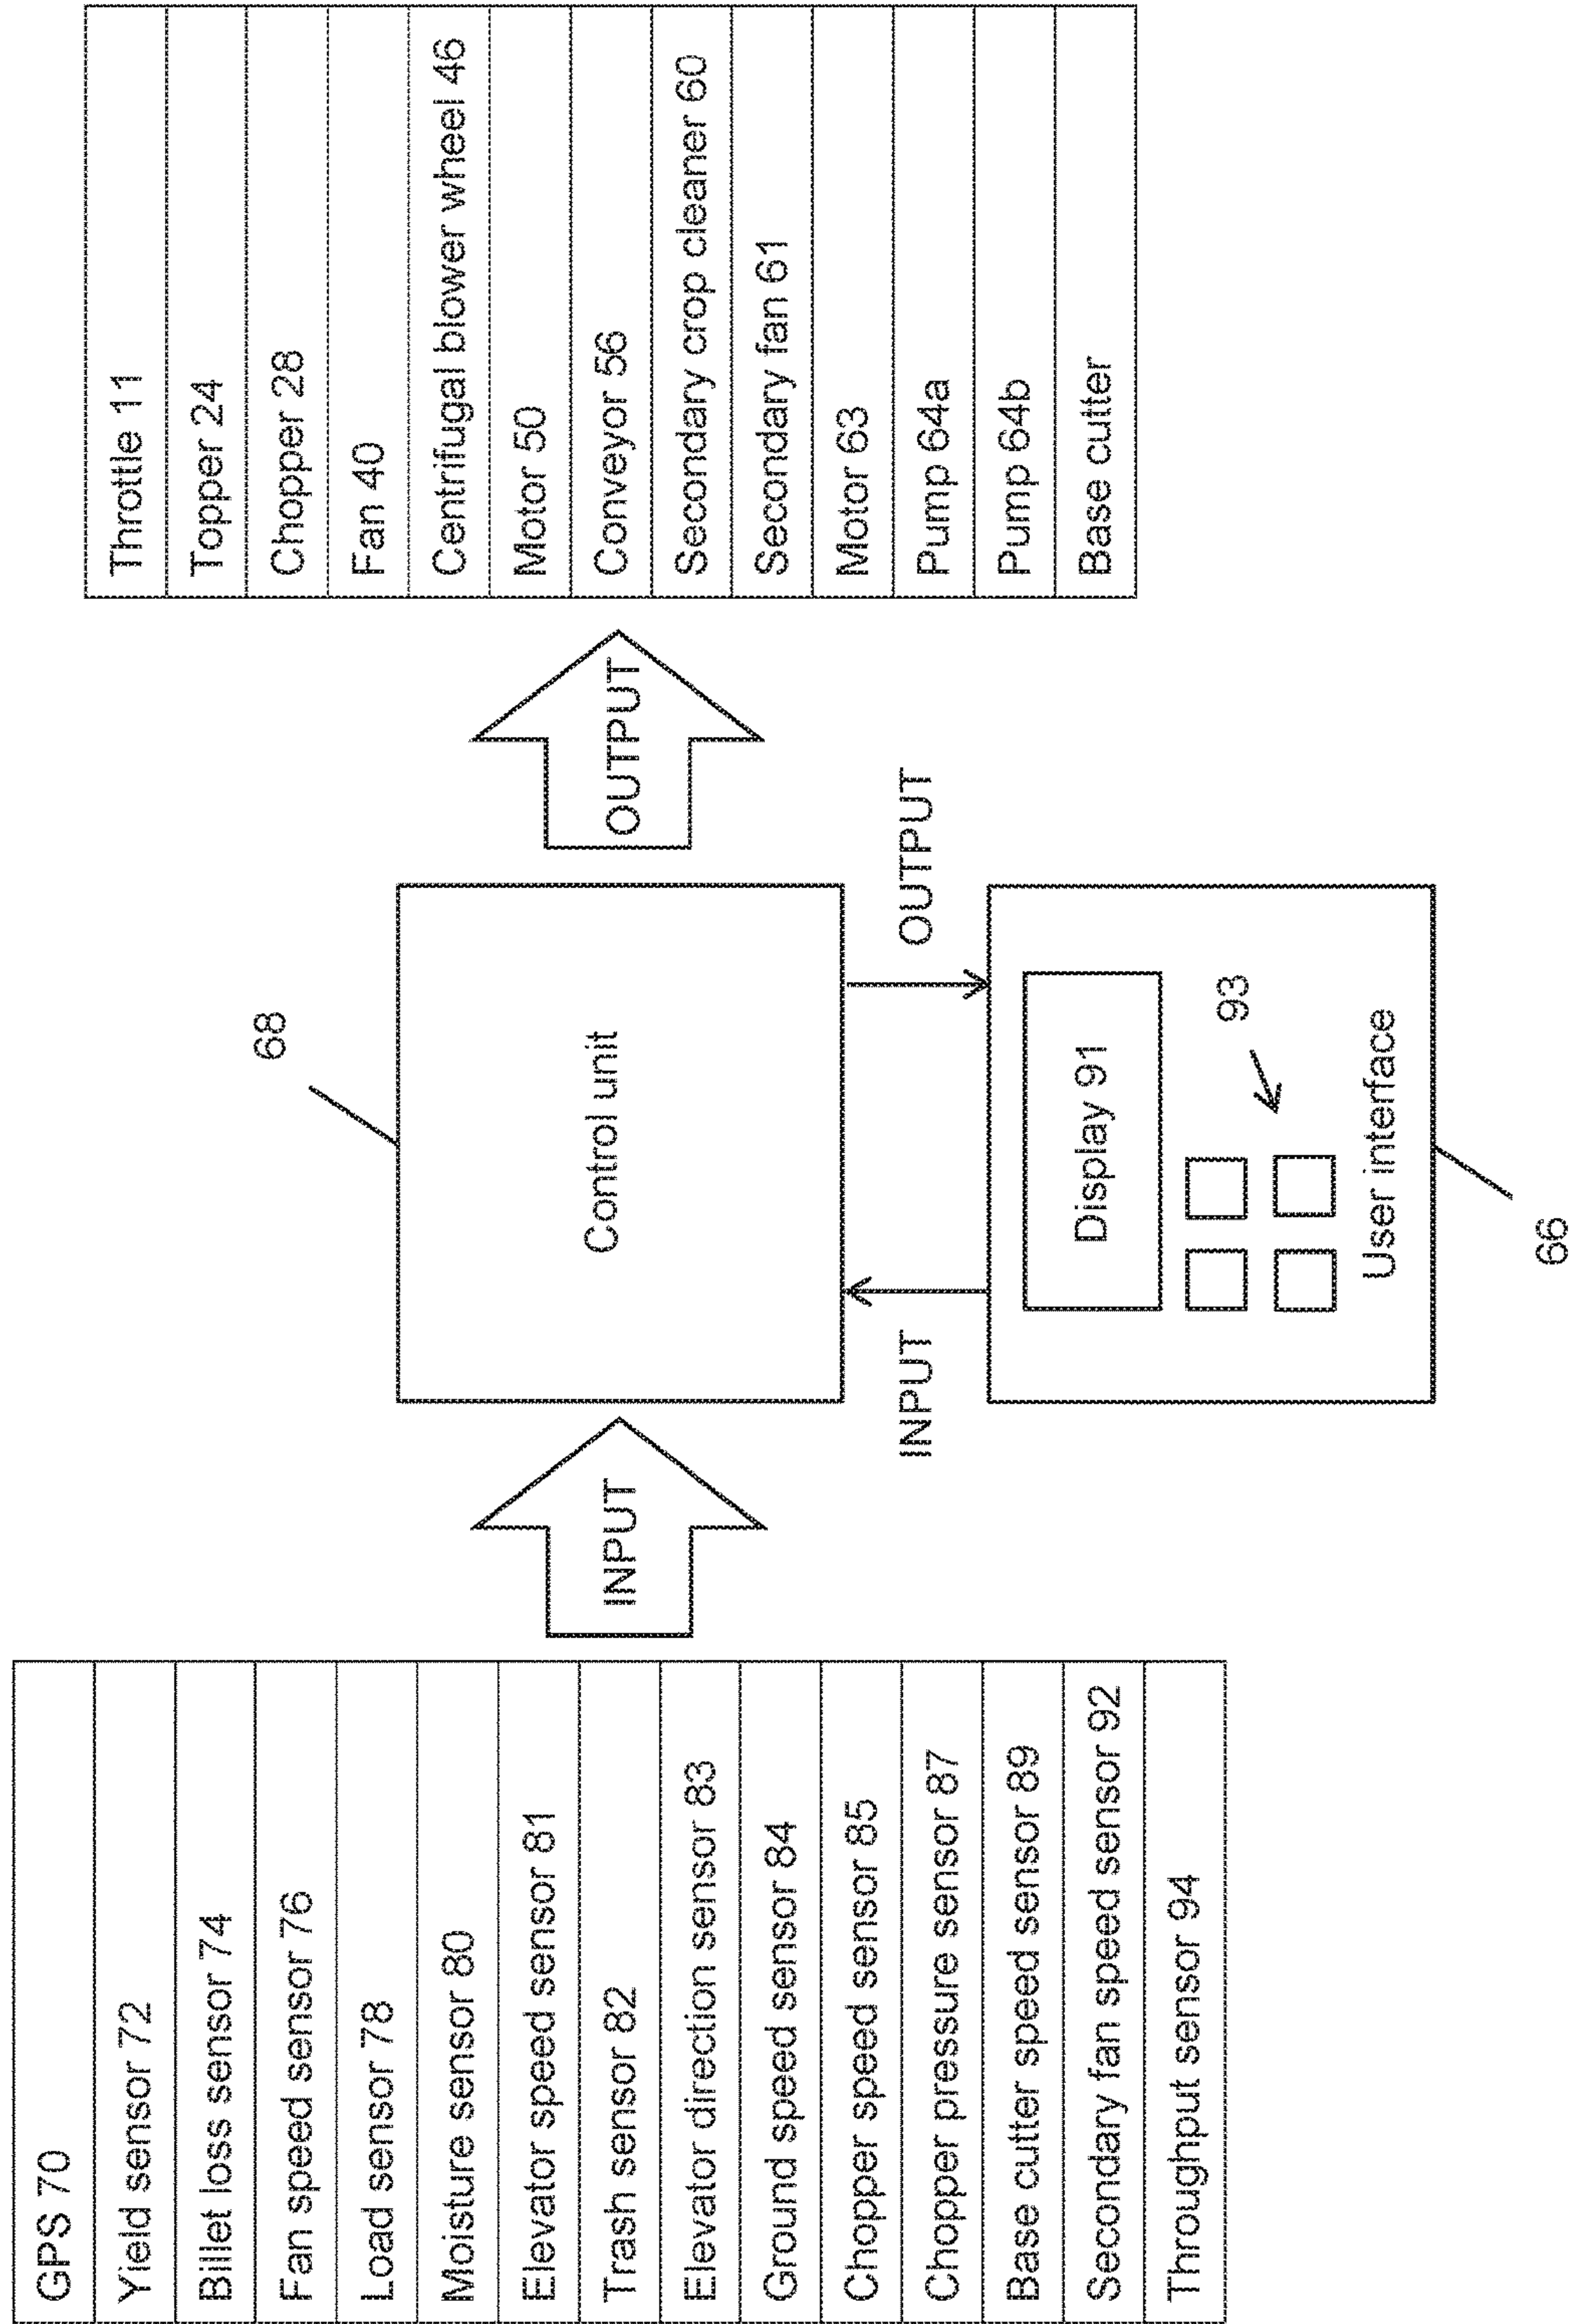 GPS 70
Yield sensor 72
Billet loss sensor 74
Fan speed sensor 76
Load sensor 78
Moisture sensor 80
Elevator speed sensor 81
Trash sensor 82
Elevator direction sensor 83
Ground speed sensor 84
Chopper speed sensor 85
Chopper pressure sensor 87
Base cutter speed sensor 89
Secondary fan speed sensor 92
Throughput sensor 94
INPUT
68
Control unit
INPUT
OUTPUT
Display 91
93
User interface
66
OUTPUT
Throttle 11
Topper 24
Chopper 28
Fan 40
Centrifugal blower wheel 46
Motor 50
Conveyor 56
Secondary crop cleaner 60
Secondary fan 61
Motor 63
Pump 64a
Pump 64b
Base cutter